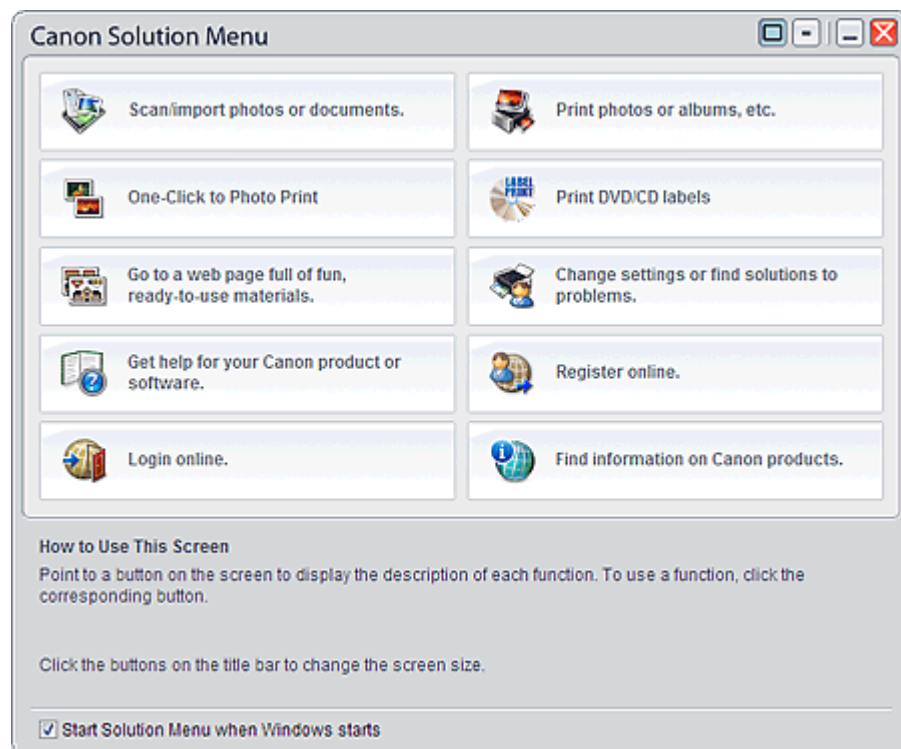 Canon Solution Menu
Scan/import photos or documents.
Print photos or albums, etc.
One-Click to Photo Print
LABEL
PRINT
Print DVD/CD labels
Go to a web page full of fun,
ready-to-use materials.
Change settings or find solutions to
problems.
Get help for your Canon product or
software.
Register online.
Login online.
Find information on Canon products.
How to Use This Screen
Point to a button on the screen to display the description of each function. To use a function, click the
corresponding button.
Click the buttons on the title bar to change the screen size.
Start Solution Menu when Windows starts